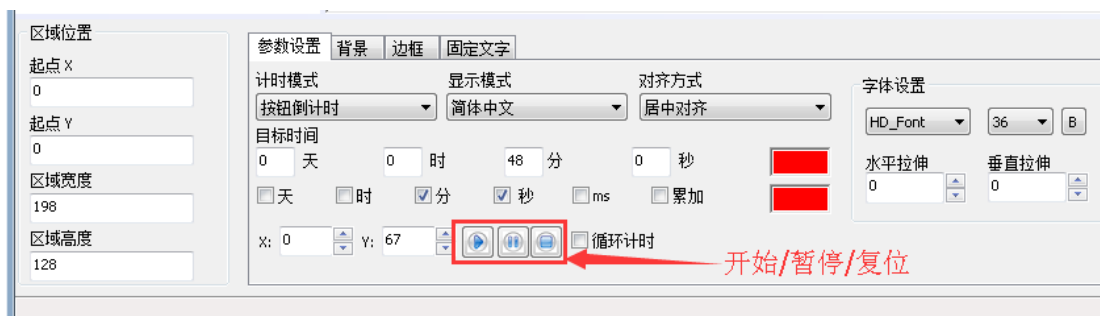 区域位置
起点 X
0
起点 Y
0
区域宽度
198
区域高度
128
参数设置 背景 边框 固定文字
计时模式 显示模式 对齐方式
按钮倒计时 简体中文 居中对齐
目标时间
0 天 0 时 48 分 0 秒
天 时 分 秒 ms 累加
X: 0 Y: 67 循环计时
开始/暂停/复位
字体设置
HD_Font 36 B
水平拉伸 垂直拉伸
0 0